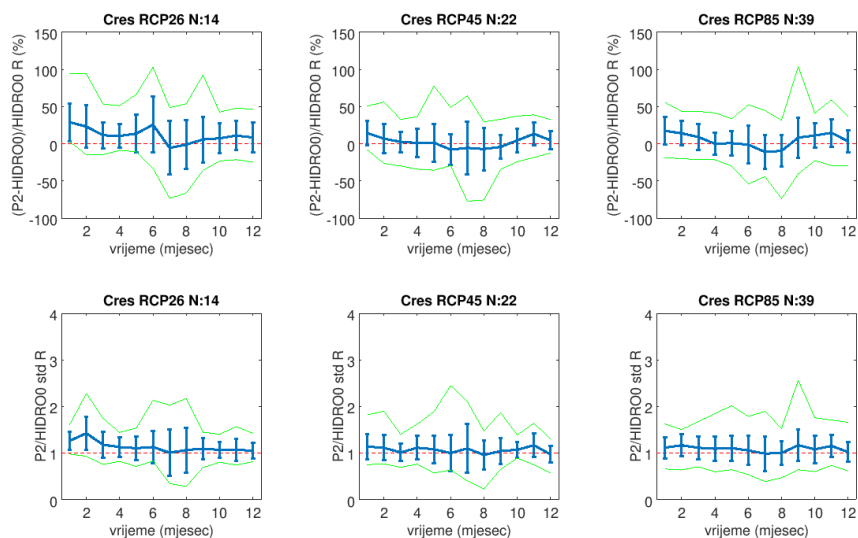 Cres RCP26 N:14
(P2-HIDRO0)/HIDRO0 R (%)
150
100
50
0
-50
-100
2 4 6 8 10 12
vrijeme (mjesec)
Cres RCP45 N:22
(P2-HIDRO0)/HIDRO0 R (%)
150
100
50
0
-50
-100
2 4 6 8 10 12
vrijeme (mjesec)
Cres RCP85 N:39
(P2-HIDRO0)/HIDRO0 R (%)
150
100
50
0
-50
-100
2 4 6 8 10 12
vrijeme (mjesec)
Cres RCP26 N:14
P2/HIDRO0 std R
4
3
2
1
0
2 4 6 8 10 12
vrijeme (mjesec)
Cres RCP45 N:22
P2/HIDRO0 std R
4
3
2
1
0
2 4 6 8 10 12
vrijeme (mjesec)
Cres RCP85 N:39
P2/HIDRO0 std R
4
3
2
1
0
2 4 6 8 10 12
vrijeme (mjesec)